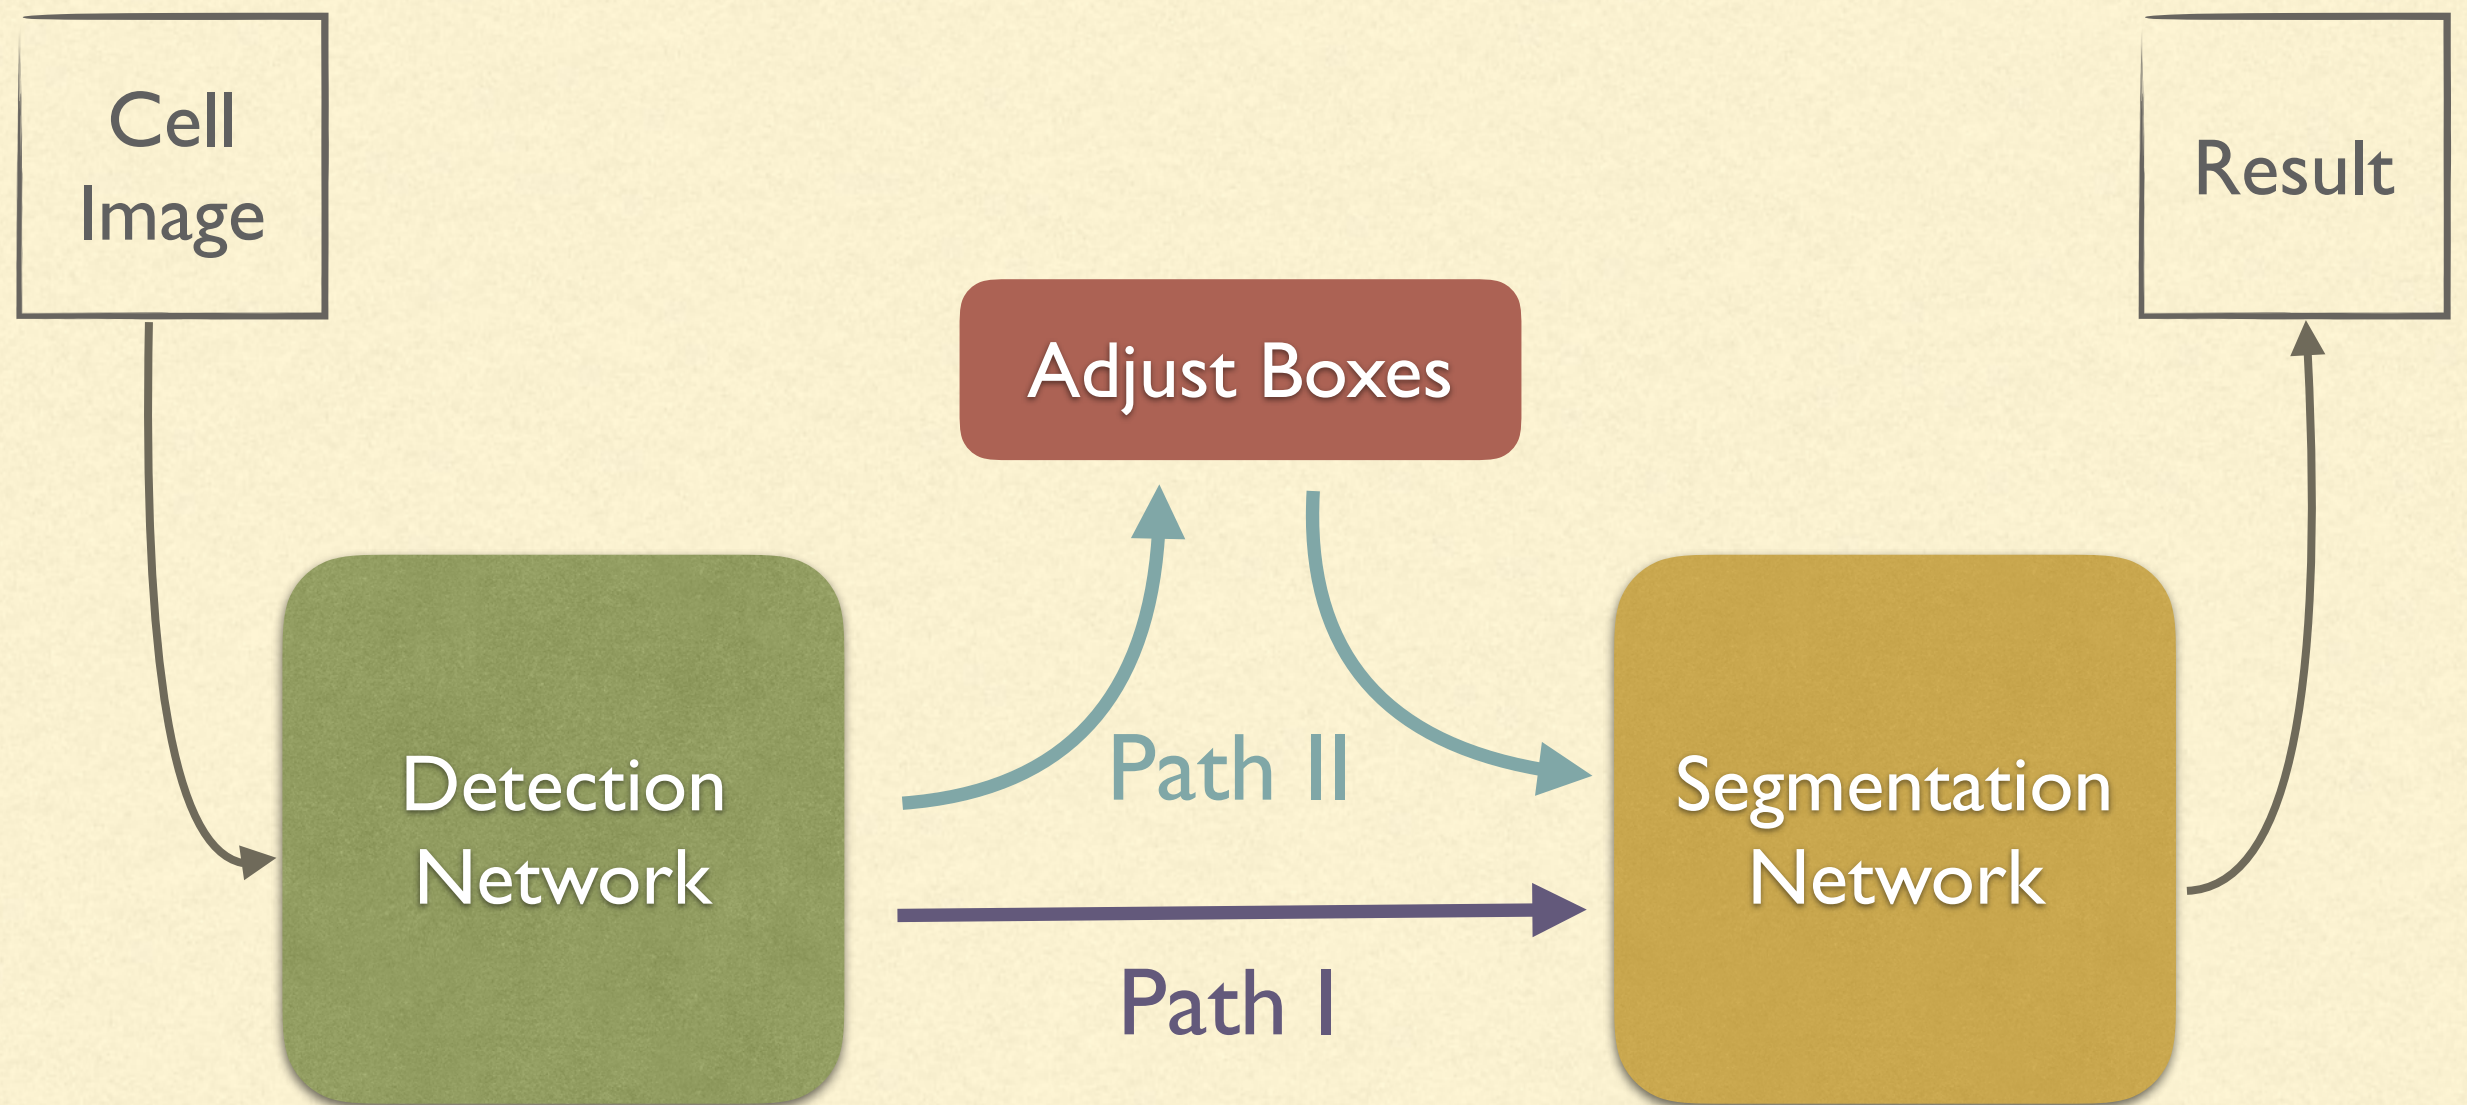 Cell
Image
Result
Adjust Boxes
Detection
Network
Path II
Segmentation
Network
Path I